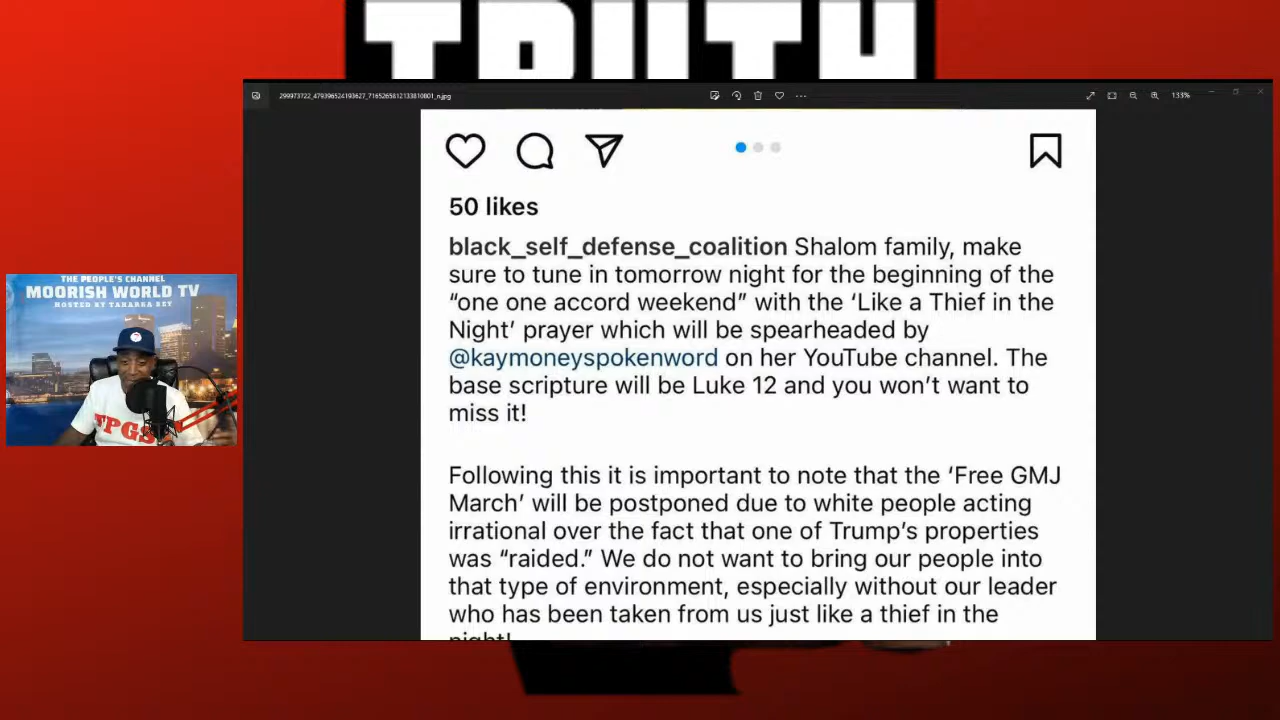 TRUTH
299973722_479396524193627_7165265812133810801_n.jpg
133%
50 likes
black_self_defense_coalition Shalom family, make
sure to tune in tomorrow night for the beginning of the
“one one accord weekend” with the ‘Like a Thief in the
Night’ prayer which will be spearheaded by
@kaymoneyspokenword on her YouTube channel. The
base scripture will be Luke 12 and you won’t want to
miss it!
Following this it is important to note that the ‘Free GMJ
March’ will be postponed due to white people acting
irrational over the fact that one of Trump’s properties
was “raided.” We do not want to bring our people into
that type of environment, especially without our leader
who has been taken from us just like a thief in the
night!
THE PEOPLE'S CHANNEL
MOORISH WORLD TV
HOSTED BY TAHARKA BEY
TPGS